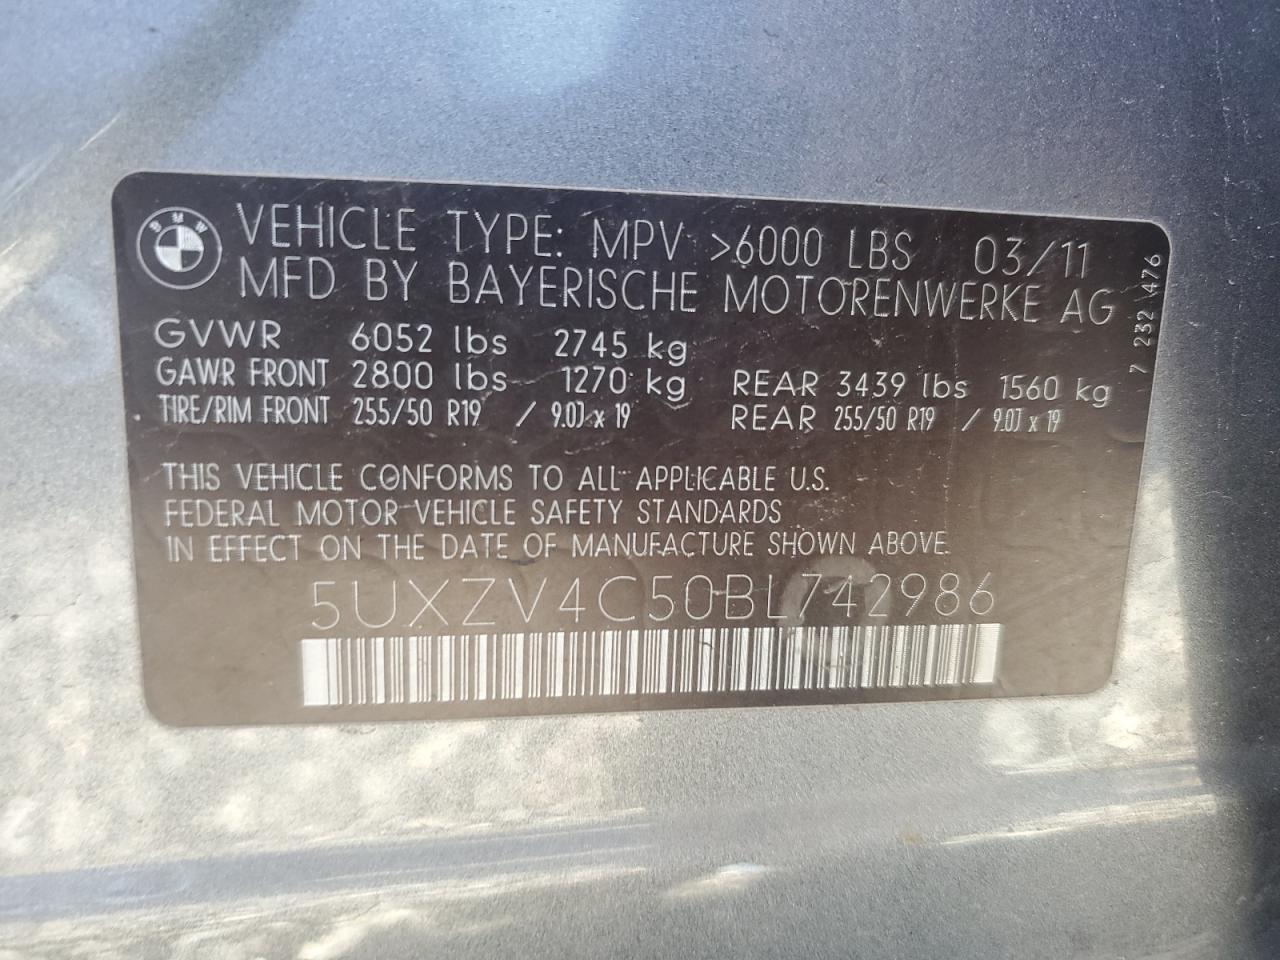 BMW
VEHICLE TYPE: MPV >6000 LBS 03/11
MFD BY BAYERISCHE MOTORENWERKE AG
GVWR 6052 lbs 2745 kg
GAWR FRONT 2800 lbs 1270 kg REAR 3439 lbs 1560 kg
TIRE/RIM FRONT 255/50 R19 / 9.0J x 19 REAR 255/50 R19 / 9.0J x 19
THIS VEHICLE CONFORMS TO ALL APPLICABLE U.S.
FEDERAL MOTOR VEHICLE SAFETY STANDARDS
IN EFFECT ON THE DATE OF MANUFACTURE SHOWN ABOVE.
5UXZV4C50BL742986
7 232 476